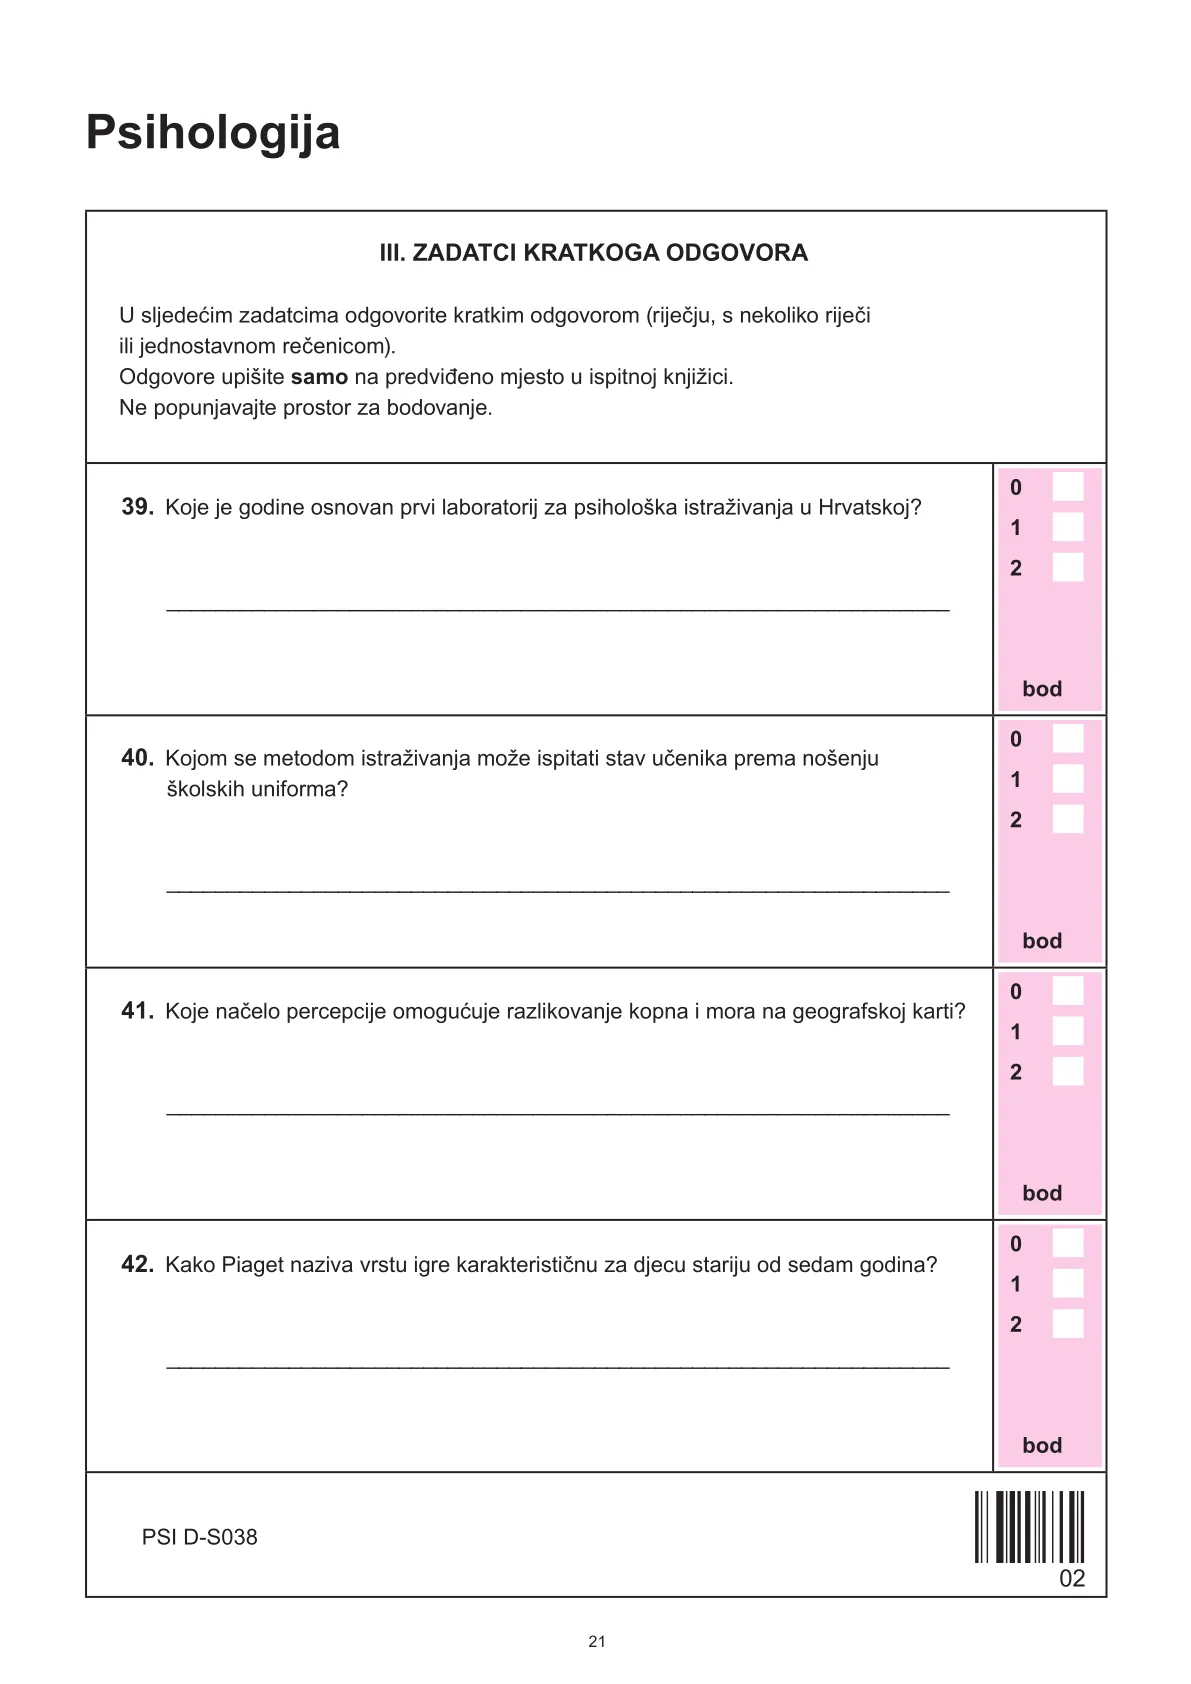 Psihologija
III. ZADATCI KRATKOGA ODGOVORA
U sljedećim zadatcima odgovorite kratkim odgovorom (riječju, s nekoliko riječi
ili jednostavnom rečenicom).
Odgovore upišite samo na predviđeno mjesto u ispitnoj knjižici.
Ne popunjavajte prostor za bodovanje.
39. Koje je godine osnovan prvi laboratorij za psihološka istraživanja u Hrvatskoj?
0
1
2
bod
40. Kojom se metodom istraživanja može ispitati stav učenika prema nošenju
školskih uniforma?
0
1
2
bod
41. Koje načelo percepcije omogućuje razlikovanje kopna i mora na geografskoj karti?
0
1
2
bod
42. Kako Piaget naziva vrstu igre karakterističnu za djecu stariju od sedam godina?
0
1
2
bod
PSI D-S038
02
21